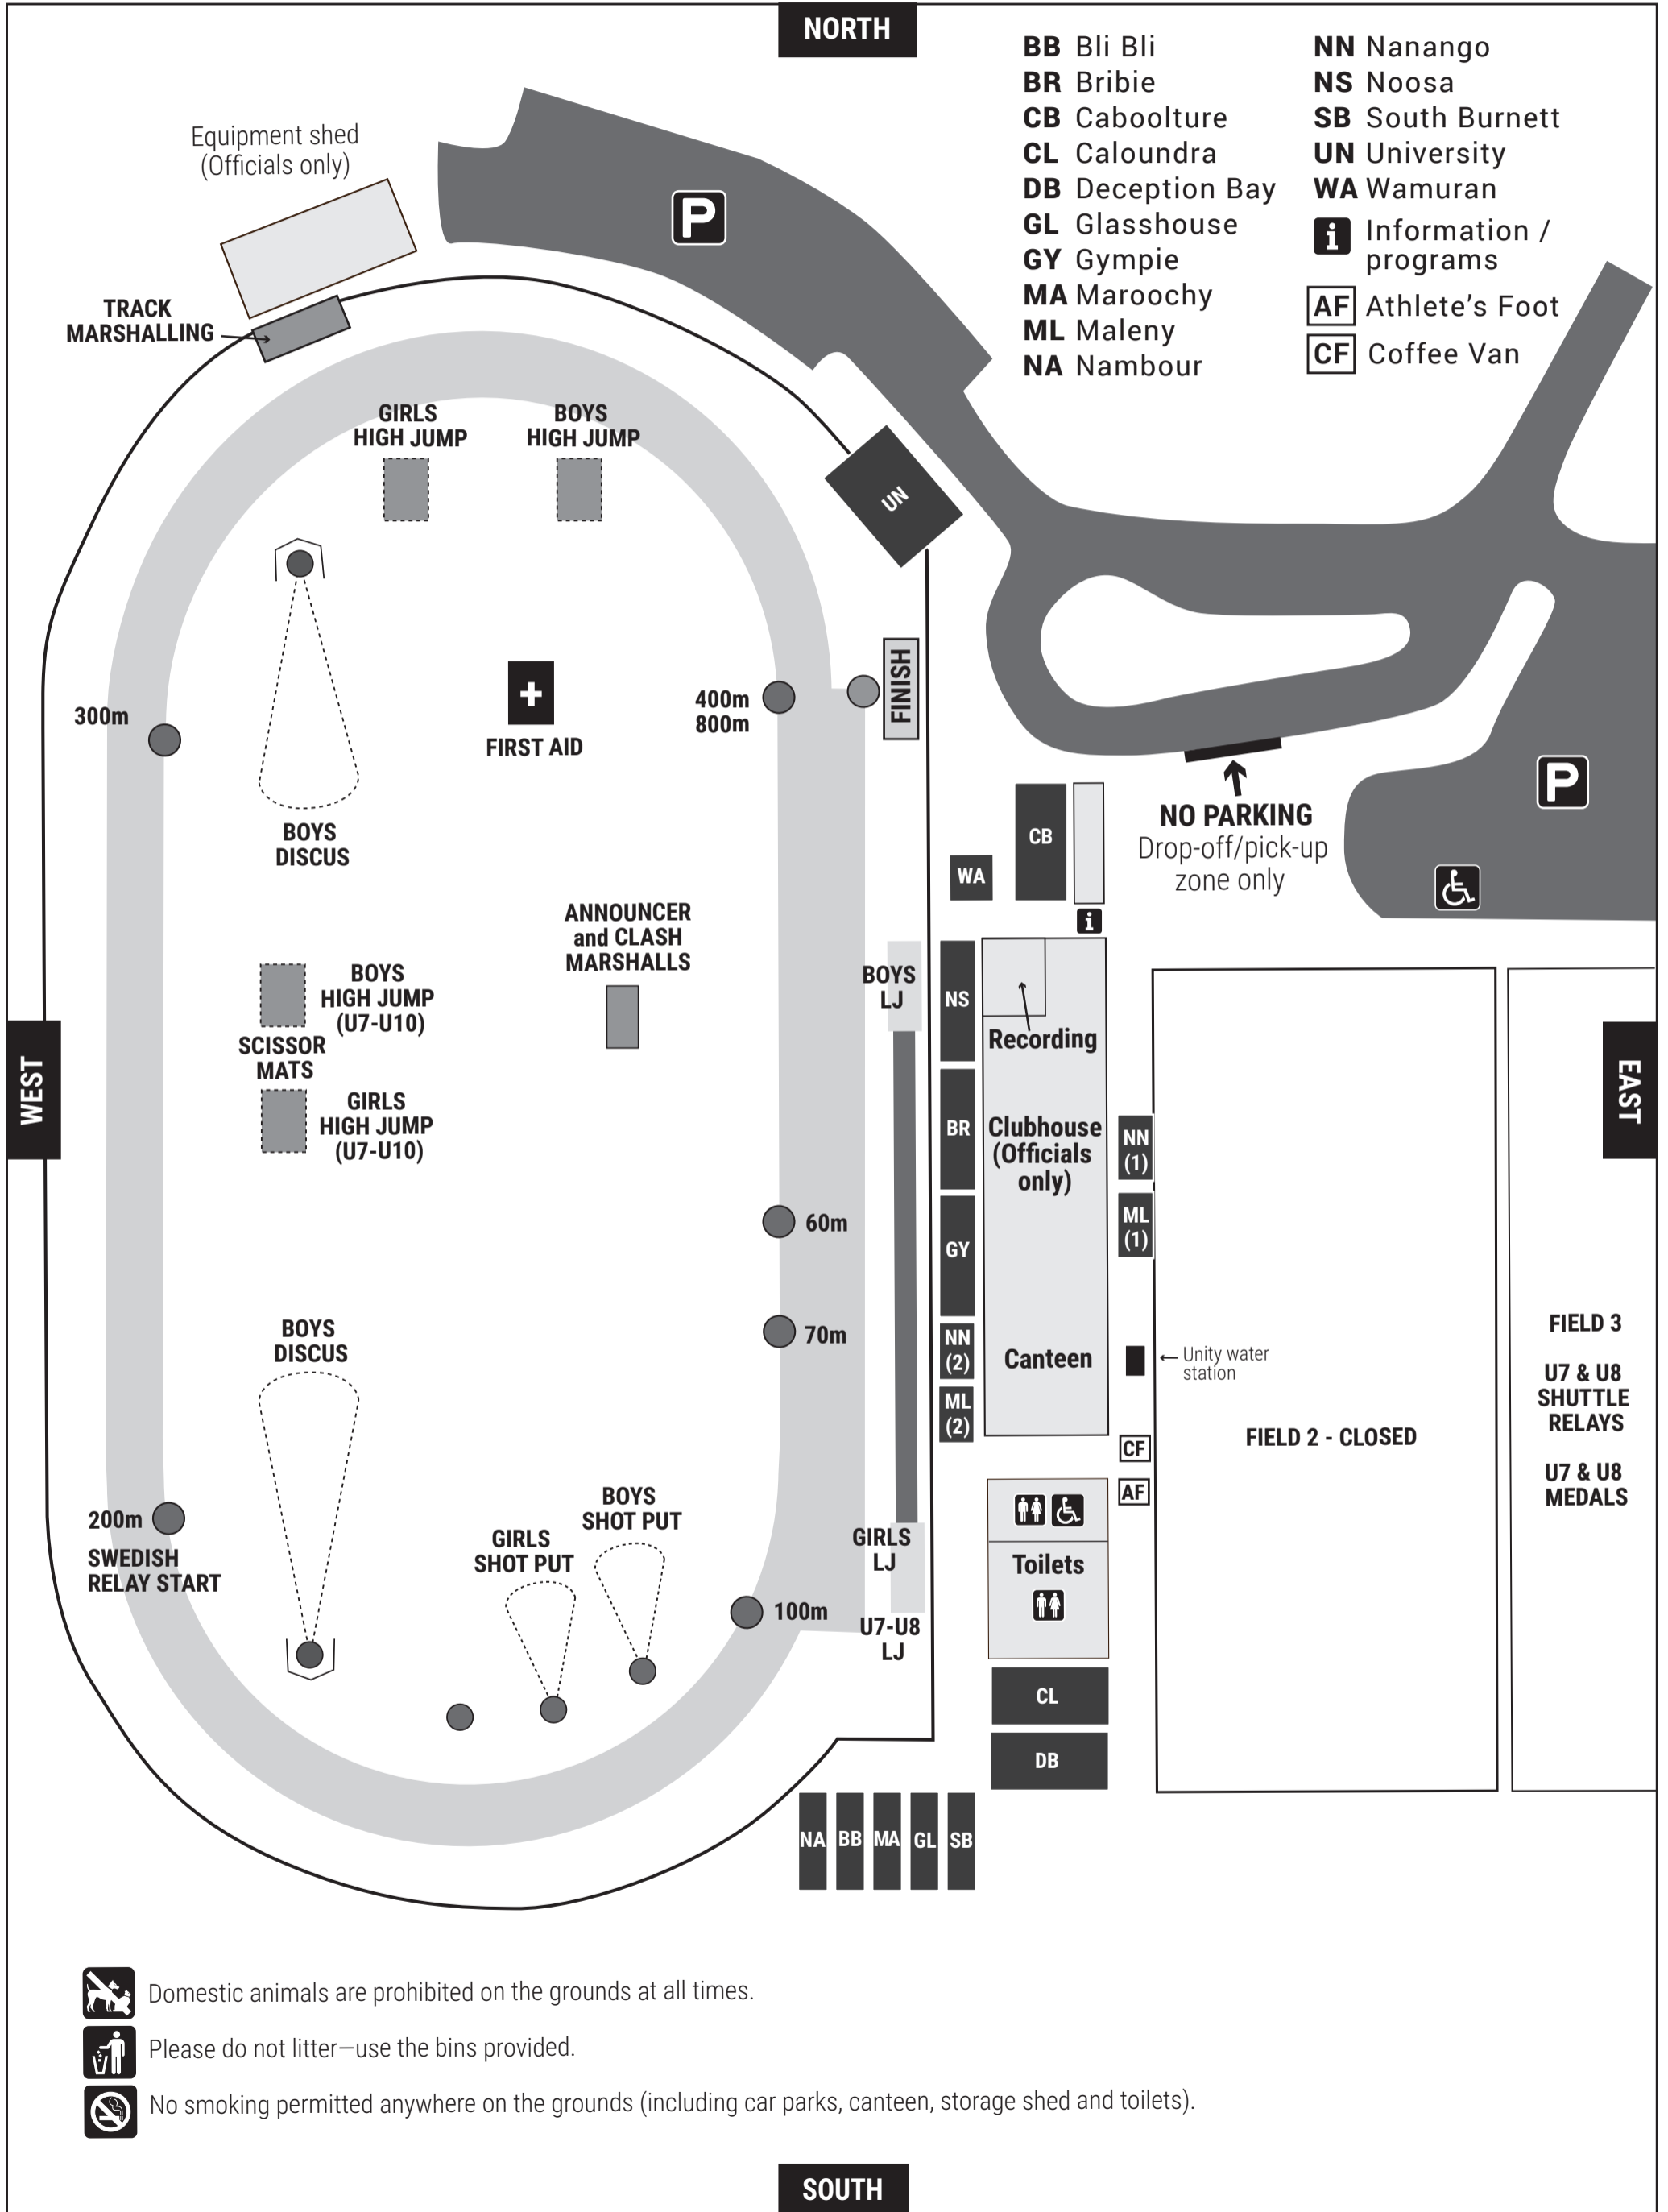 NORTH
BB Bli Bli
BR Bribie
CB Caboolture
CL Caloundra
DB Deception Bay
GL Glasshouse
GY Gympie
MA Maroochy
ML Maleny
NA Nambour
NN Nanango
NS Noosa
SB South Burnett
UN University
WA Wamuran
i Information /
programs
AF Athlete's Foot
CF Coffee Van
Equipment shed
(Officials only)
P
TRACK
MARSHALLING
GIRLS
HIGH JUMP
BOYS
HIGH JUMP
UN
300m
FIRST AID
400m
800m
FINISH
BOYS
DISCUS
NO PARKING
Drop-off/pick-up
zone only
P
CB
WA
i
ANNOUNCER
and CLASH
MARSHALLS
BOYS
LJ
NS
Recording
BOYS
HIGH JUMP
(U7-U10)
SCISSOR
MATS
GIRLS
HIGH JUMP
(U7-U10)
WEST
EAST
BR
Clubhouse
(Officials
only)
NN
(1)
ML
(1)
60m
GY
70m
NN
(2)
ML
(2)
Canteen
Unity water
station
FIELD 2 - CLOSED
FIELD 3
U7 & U8
SHUTTLE
RELAYS
U7 & U8
MEDALS
CF
AF
BOYS
DISCUS
200m
SWEDISH
RELAY START
GIRLS
SHOT PUT
BOYS
SHOT PUT
100m
GIRLS
LJ
U7-U8
LJ
Toilets
CL
DB
NA
BB
MA
GL
SB
Domestic animals are prohibited on the grounds at all times.
Please do not litter—use the bins provided.
No smoking permitted anywhere on the grounds (including car parks, canteen, storage shed and toilets).
SOUTH